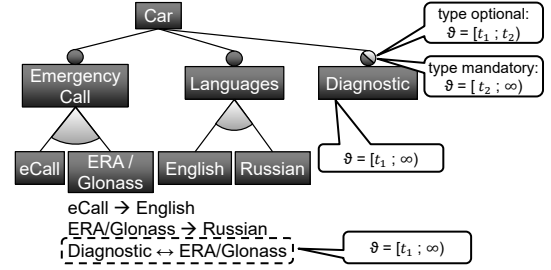 Car
type optional:
ϑ = [t₁ ; t₂)
Emergency
Call
Languages
Diagnostic
type mandatory:
ϑ = [t₂ ; ∞)
eCall
ERA /
Glonass
English
Russian
ϑ = [t₁ ; ∞)
eCall → English
ERA/Glonass → Russian
Diagnostic ↔ ERA/Glonass
ϑ = [t₁ ; ∞)